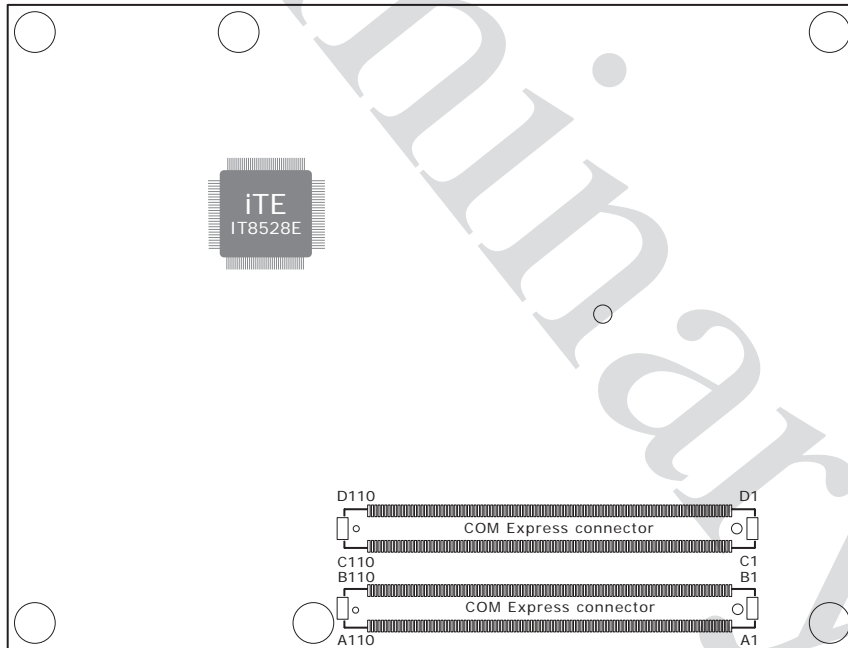 iTE
IT8528E
D110 D1
COM Express connector
C110 C1
B110 B1
COM Express connector
A110 A1